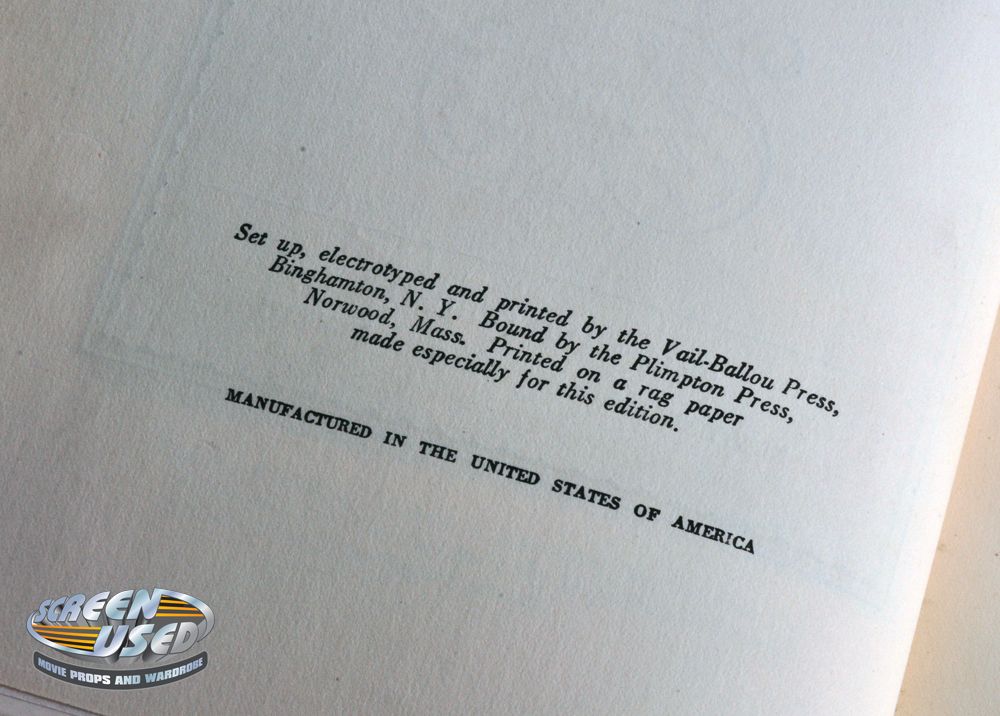 Set up, electrotyped and printed by the Vail-Ballou Press,
Binghamton, N. Y. Bound by the Plimpton Press,
Norwood, Mass. Printed on a rag paper
made especially for this edition.
MANUFACTURED IN THE UNITED STATES OF AMERICA
SCREEN
USED
MOVIE PROPS AND WARDROBE